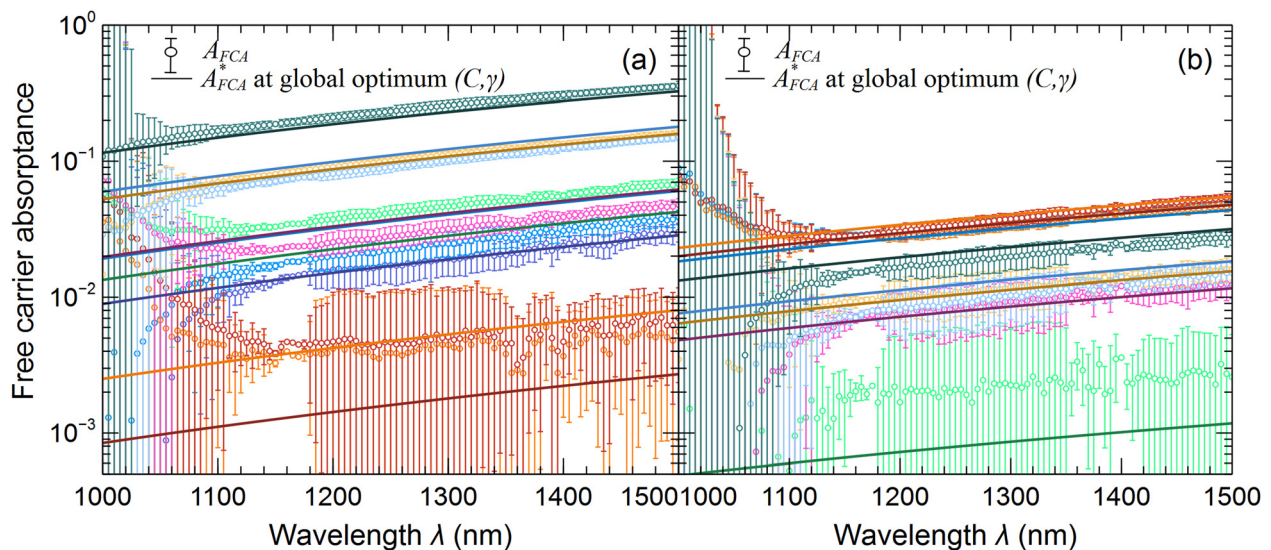 10^0
10^-1
10^-2
10^-3
Free carrier absorptance
A_FCA
A*_FCA at global optimum (C,γ)
(a)
A_FCA
A*_FCA at global optimum (C,γ)
(b)
1000 1100 1200 1300 1400 1500
1000 1100 1200 1300 1400 1500
Wavelength λ (nm)
Wavelength λ (nm)